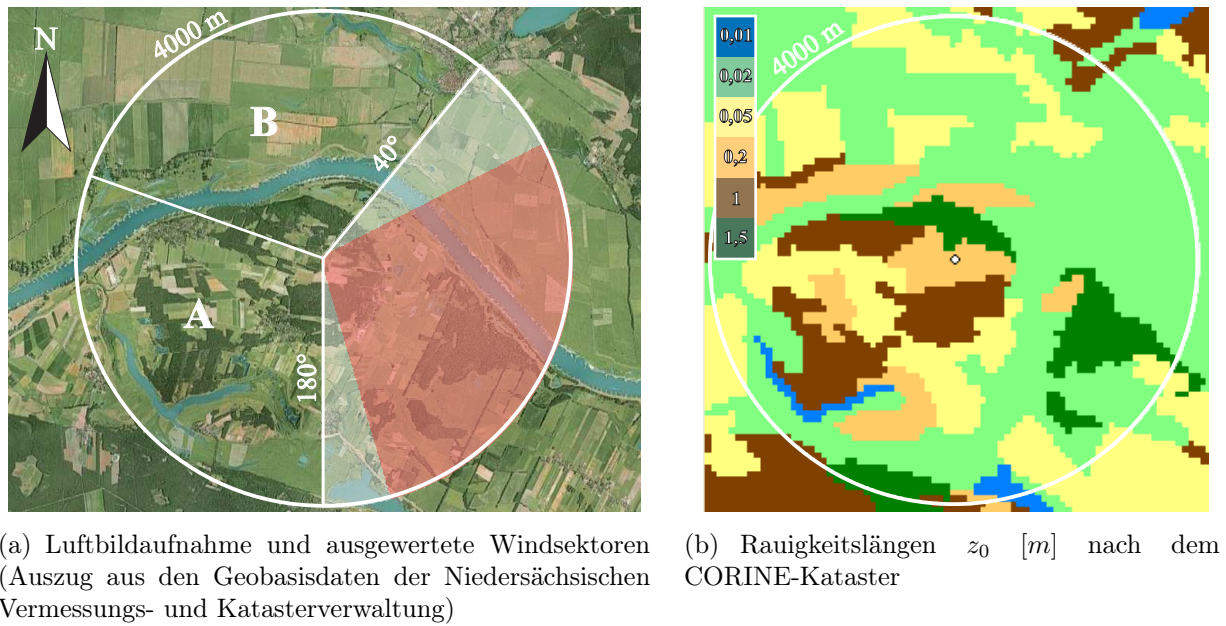 N
4000 m
B
40°
A
180°
0,01
0,02
0,05
0,2
1
1,5
4000 m
(a) Luftbildaufnahme und ausgewertete Windsektoren
(Auszug aus den Geobasisdaten der Niedersächsischen
Vermessungs- und Katasterverwaltung)
(b) Rauigkeitslängen z₀ [m] nach dem
CORINE-Kataster